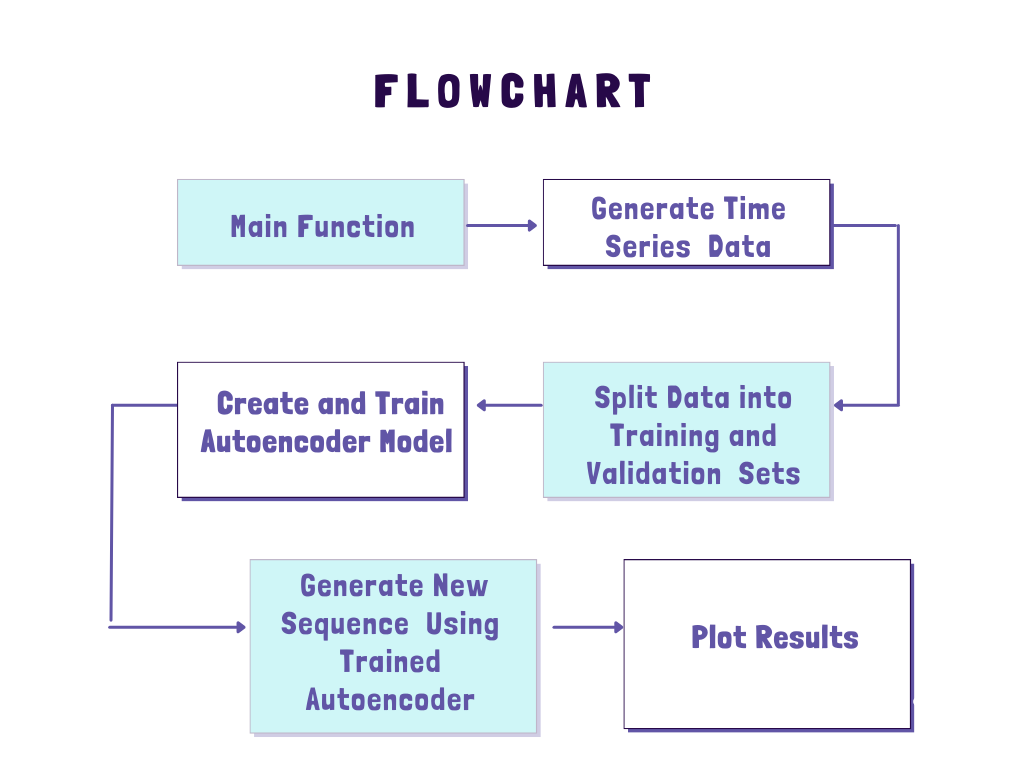 FLOWCHART
Main Function
Generate Time
Series Data
Split Data into
Training and
Validation Sets
Create and Train
Autoencoder Model
Generate New
Sequence Using
Trained
Autoencoder
Plot Results